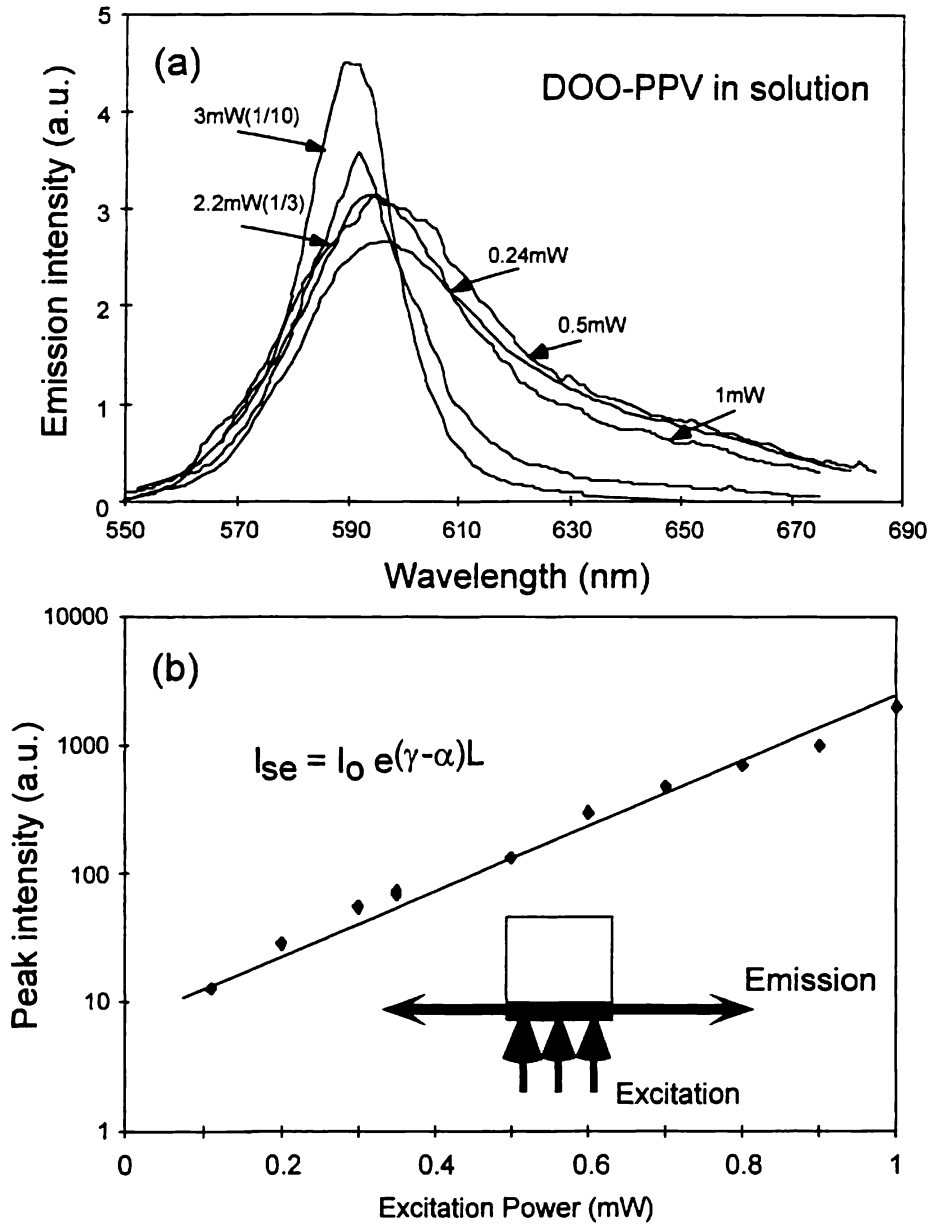 5
(a)
DOO-PPV in solution
4
3mW(1/10)
3
2.2mW(1/3)
0.24mW
2
0.5mW
1
1mW
0
550 570 590 610 630 650 670 690
Emission intensity (a.u.)
Wavelength (nm)
10000
(b)
1000
Ise = Io e(γ-α)L
100
10
Emission
Excitation
1
0 0.2 0.4 0.6 0.8 1
Peak intensity (a.u.)
Excitation Power (mW)